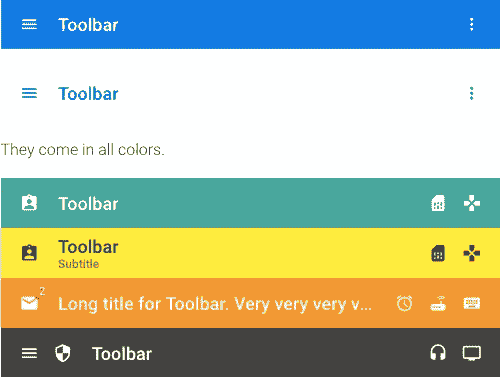 Toolbar
Toolbar
They come in all colors.
Toolbar
Toolbar
Subtitle
2
Long title for Toolbar. Very very very v...
Toolbar